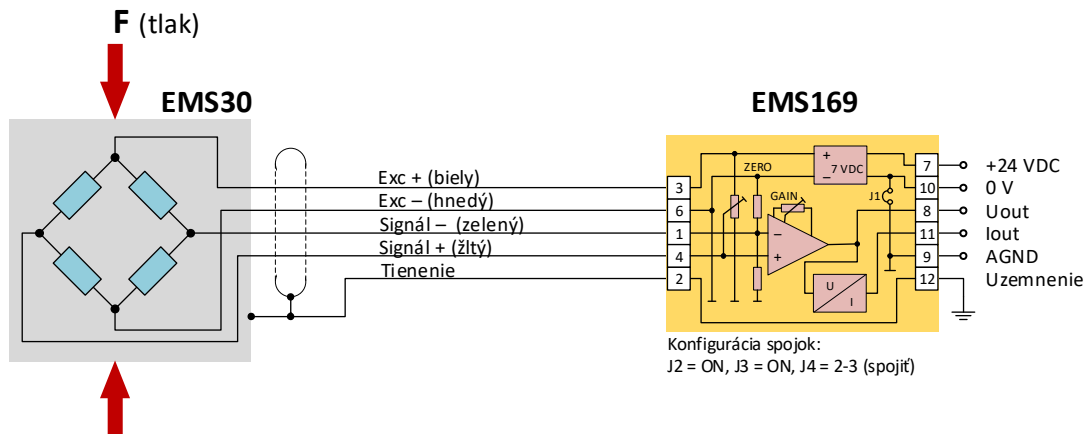 F (tlak)
EMS30
EMS169
Exc + (biely)
Exc – (hnedý)
Signál – (zelený)
Signál + (žltý)
Tienenie
3
6
1
4
2
ZERO
GAIN
+
–
7 VDC
J1
–
+
U
I
7
10
8
11
9
12
+24 VDC
0 V
Uout
Iout
AGND
Uzemnenie
Konfigurácia spojok:
J2 = ON, J3 = ON, J4 = 2-3 (spojiť)